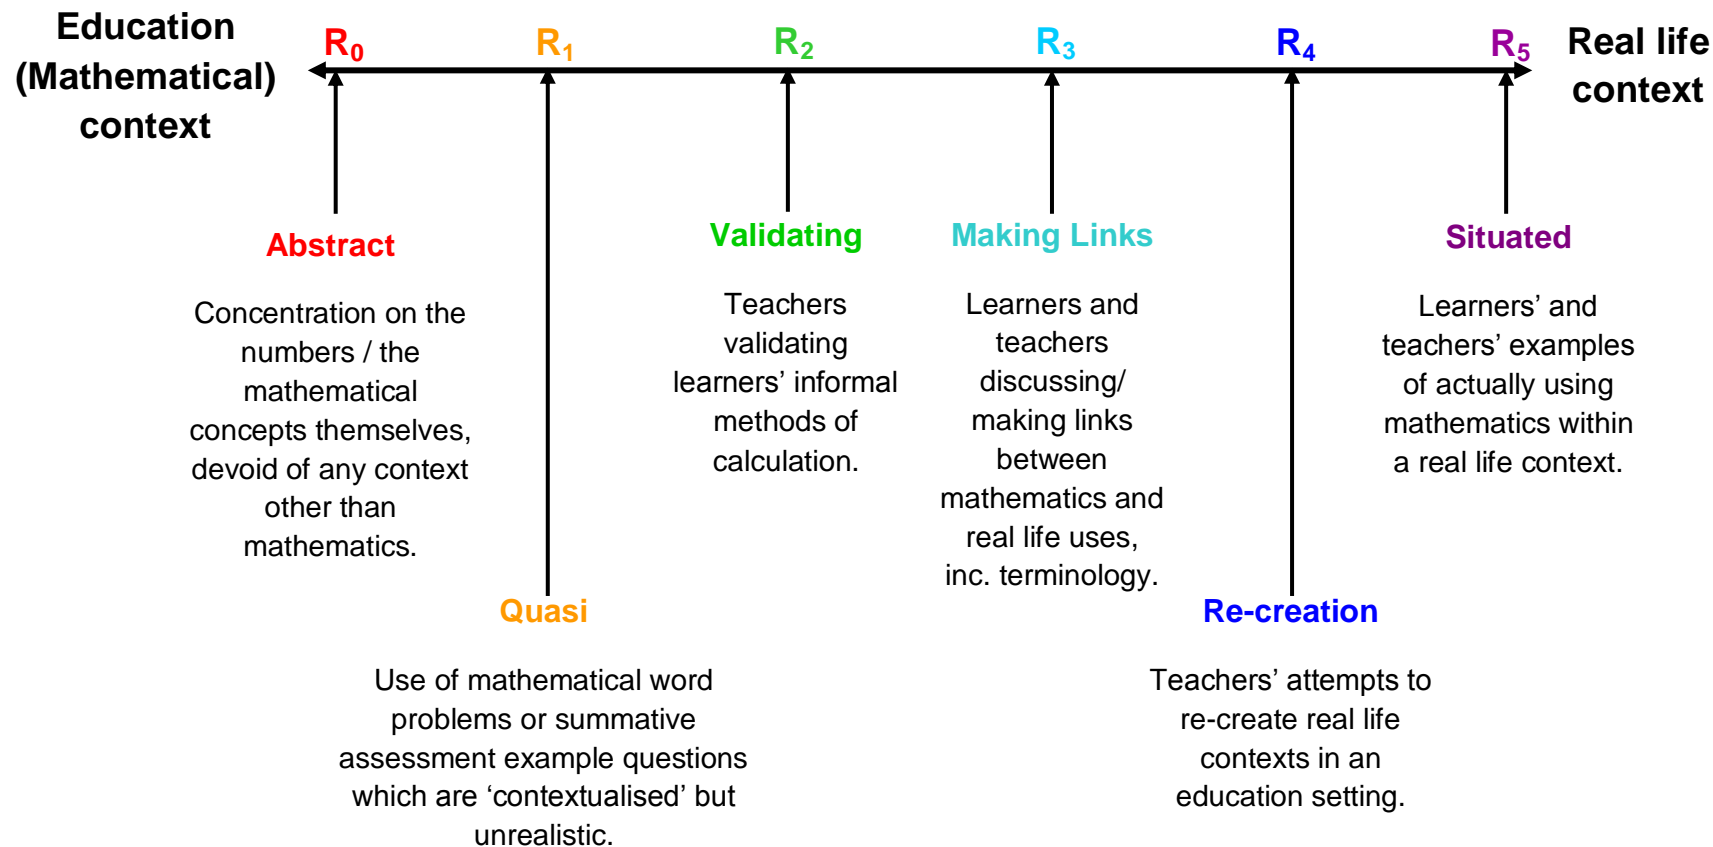 Education
(Mathematical)
context
R0
R1
R2
R3
R4
R5
Real life
context
Abstract
Concentration on the
numbers / the
mathematical
concepts themselves,
devoid of any context
other than
mathematics.
Quasi
Use of mathematical word
problems or summative
assessment example questions
which are ‘contextualised’ but
unrealistic.
Validating
Teachers
validating
learners’ informal
methods of
calculation.
Making Links
Learners and
teachers
discussing/
making links
between
mathematics and
real life uses,
inc. terminology.
Re-creation
Teachers’ attempts to
re-create real life
contexts in an
education setting.
Situated
Learners’ and
teachers’ examples
of actually using
mathematics within
a real life context.